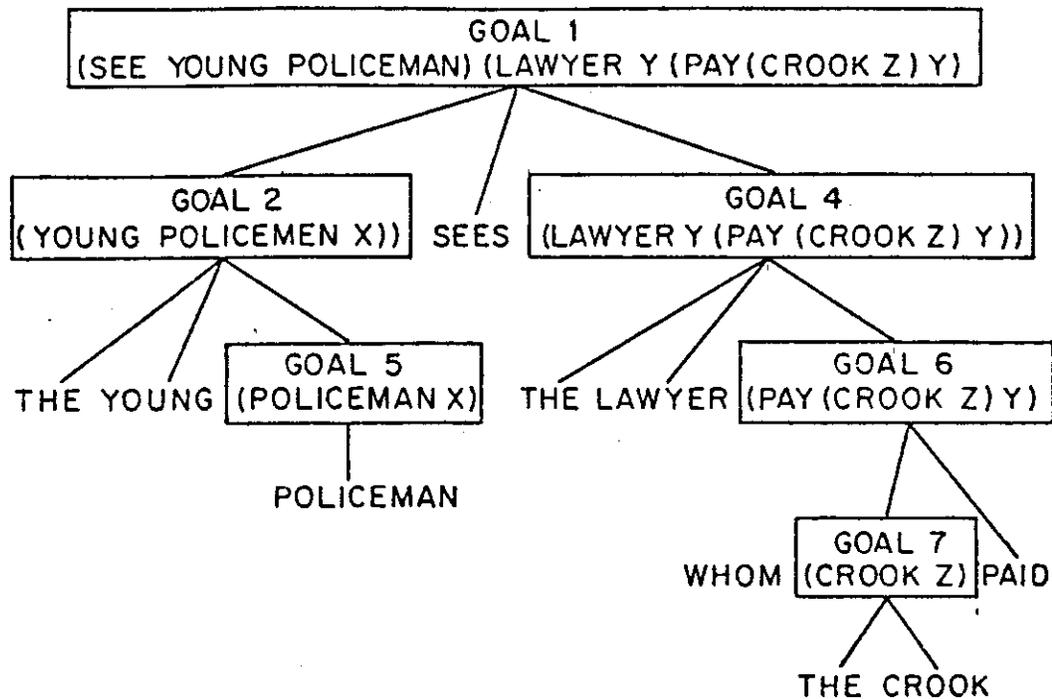 GOAL 1
(SEE YOUNG POLICEMAN) (LAWYER Y (PAY(CROOK Z) Y)
GOAL 2
(YOUNG POLICEMEN X))
SEES
GOAL 4
(LAWYER Y (PAY (CROOK Z) Y))
THE YOUNG
GOAL 5
(POLICEMAN X)
THE LAWYER
GOAL 6
(PAY (CROOK Z) Y)
POLICEMAN
WHOM
GOAL 7
(CROOK Z)
PAID
THE CROOK